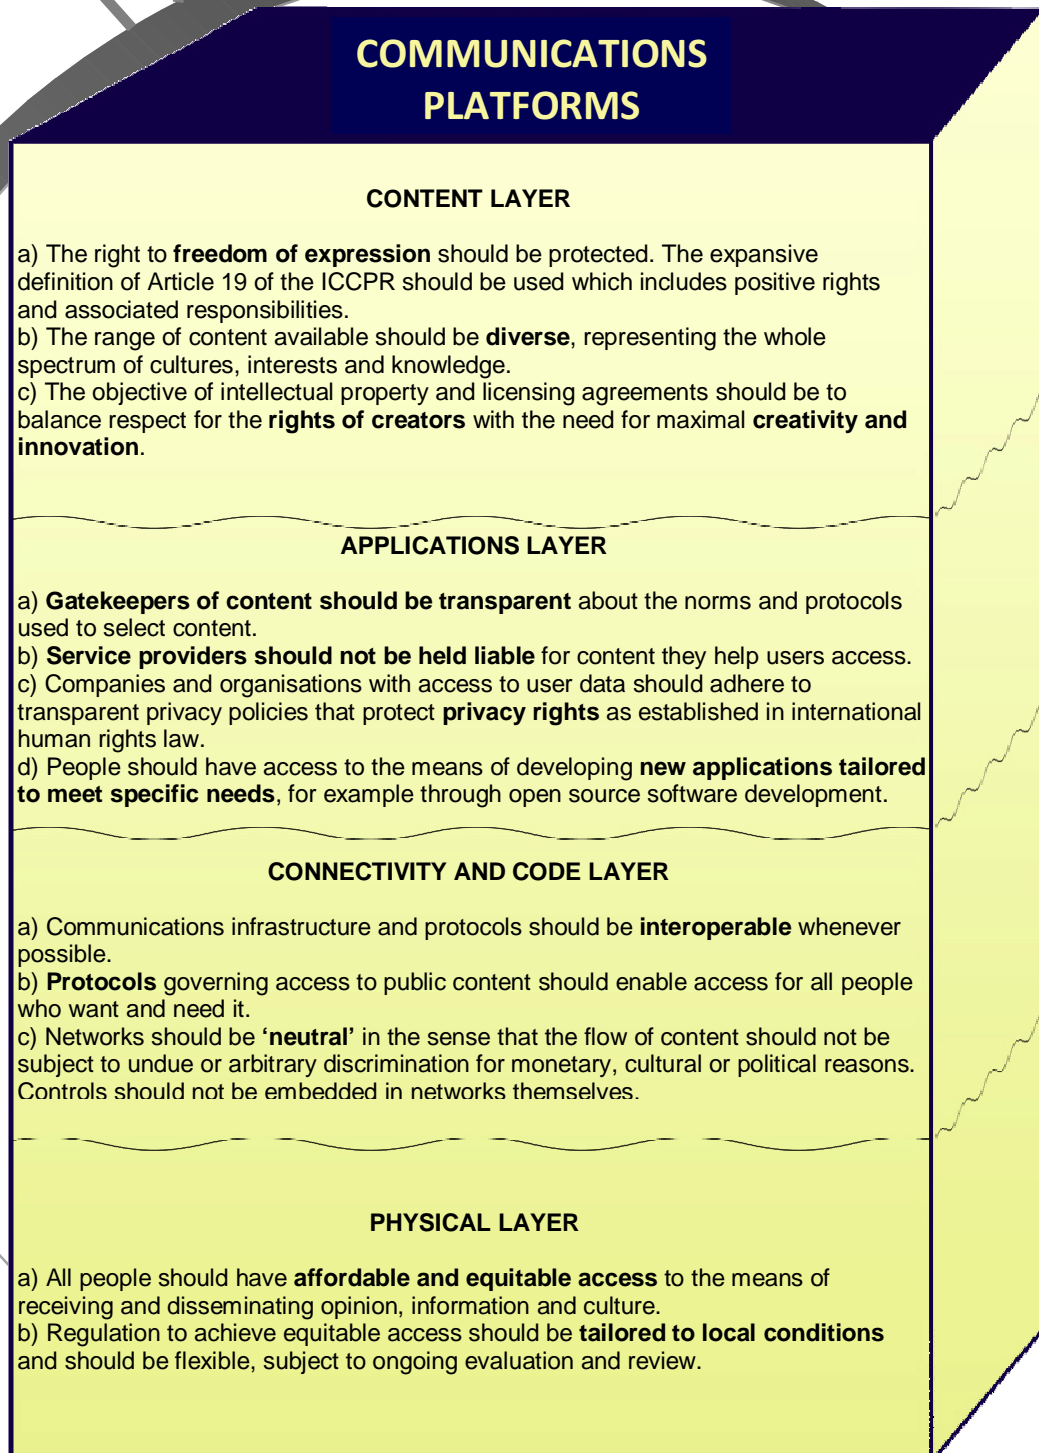 COMMUNICATIONS
PLATFORMS
CONTENT LAYER
a) The right to freedom of expression should be protected. The expansive
definition of Article 19 of the ICCPR should be used which includes positive rights
and associated responsibilities.
b) The range of content available should be diverse, representing the whole
spectrum of cultures, interests and knowledge.
c) The objective of intellectual property and licensing agreements should be to
balance respect for the rights of creators with the need for maximal creativity and
innovation.
APPLICATIONS LAYER
a) Gatekeepers of content should be transparent about the norms and protocols
used to select content.
b) Service providers should not be held liable for content they help users access.
c) Companies and organisations with access to user data should adhere to
transparent privacy policies that protect privacy rights as established in international
human rights law.
d) People should have access to the means of developing new applications tailored
to meet specific needs, for example through open source software development.
CONNECTIVITY AND CODE LAYER
a) Communications infrastructure and protocols should be interoperable whenever
possible.
b) Protocols governing access to public content should enable access for all people
who want and need it.
c) Networks should be ‘neutral’ in the sense that the flow of content should not be
subject to undue or arbitrary discrimination for monetary, cultural or political reasons.
Controls should not be embedded in networks themselves.
PHYSICAL LAYER
a) All people should have affordable and equitable access to the means of
receiving and disseminating opinion, information and culture.
b) Regulation to achieve equitable access should be tailored to local conditions
and should be flexible, subject to ongoing evaluation and review.